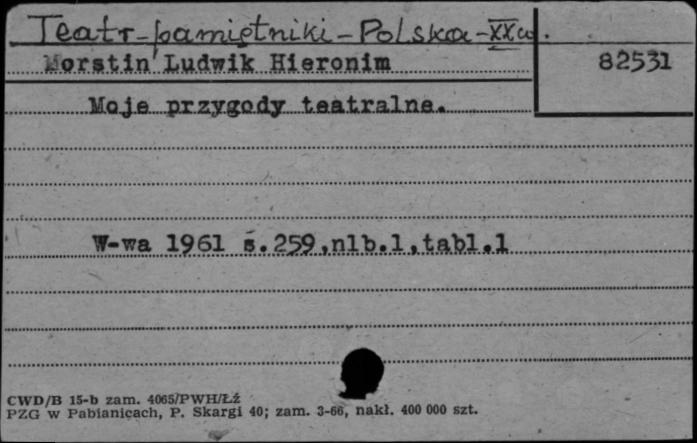 Teatr-pamiętniki-Polska-XXw.
Morstin Ludwik Hieronim
82531
Moje przygody teatralne.
W-wa 1961 s.259,nlb.1,tabl.1
CWD/B 15-b zam. 4065/PWH/Łź
PZG w Pabianicach, P. Skargi 40; zam. 3-66, nakł. 400 000 szt.